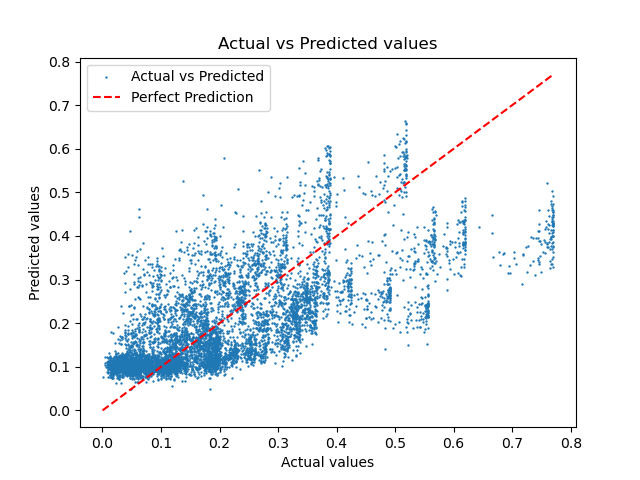 Actual vs Predicted values
Actual vs Predicted
Perfect Prediction
Predicted values
0.8
0.7
0.6
0.5
0.4
0.3
0.2
0.1
0.0
0.0 0.1 0.2 0.3 0.4 0.5 0.6 0.7 0.8
Actual values